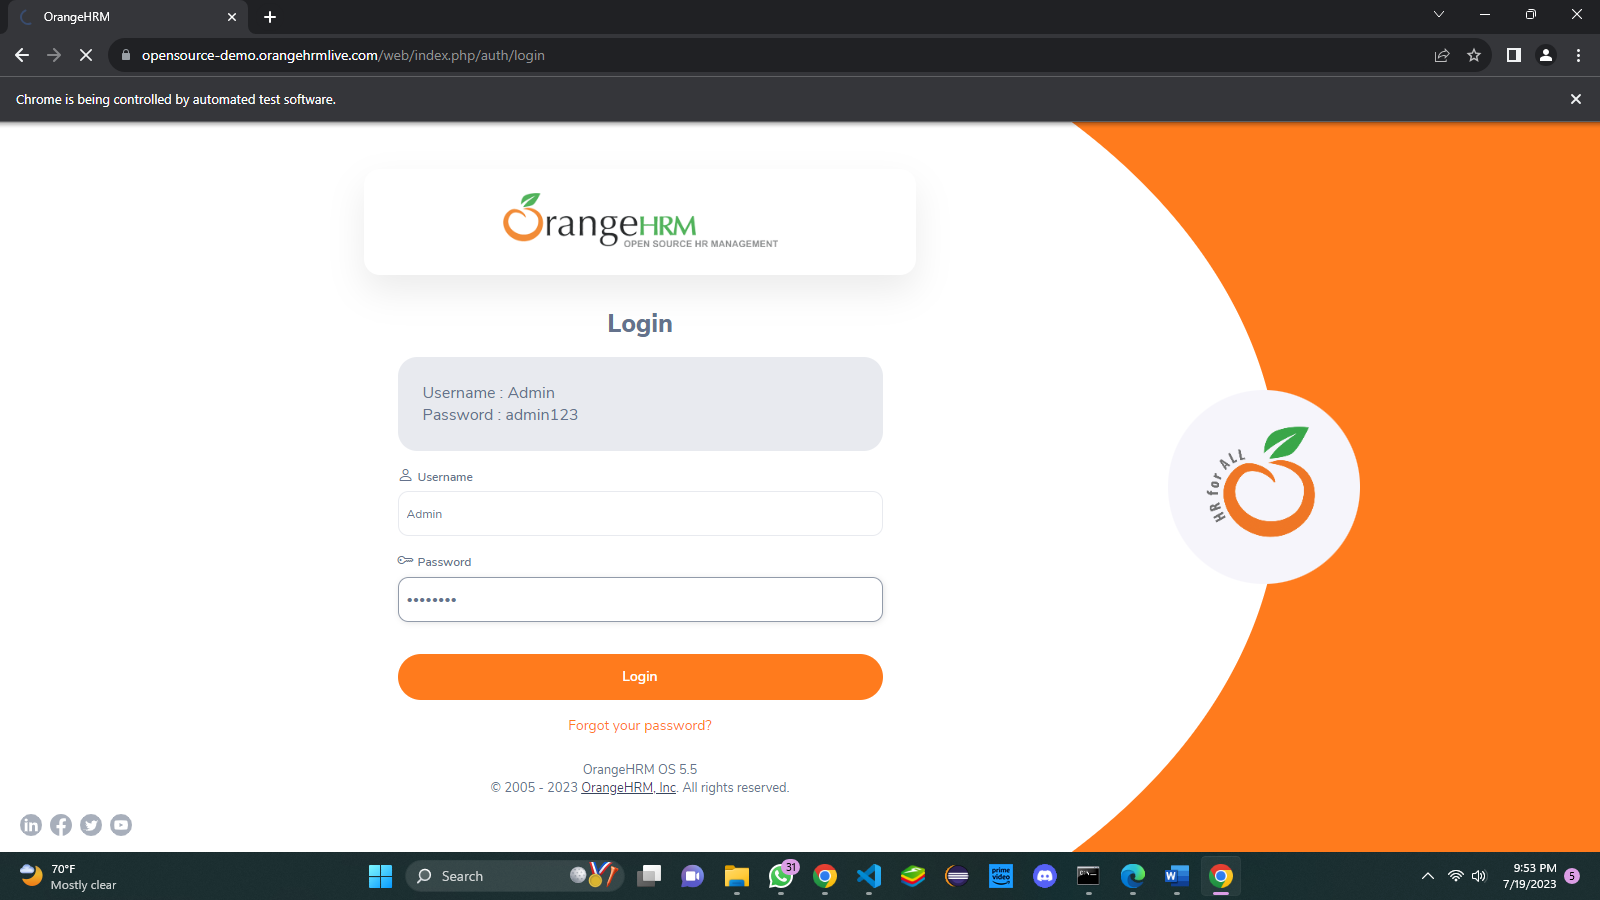 OrangeHRM
opensource-demo.orangehrmlive.com/web/index.php/auth/login
Chrome is being controlled by automated test software.
OrangeHRM
OPEN SOURCE HR MANAGEMENT
Login
Username : Admin
Password : admin123
Username
Admin
Password
••••••••
Login
Forgot your password?
OrangeHRM OS 5.5
© 2005 - 2023 OrangeHRM, Inc. All rights reserved.
HR for ALL
70°F
Mostly clear
Search
31
prime video
9:53 PM
7/19/2023
5